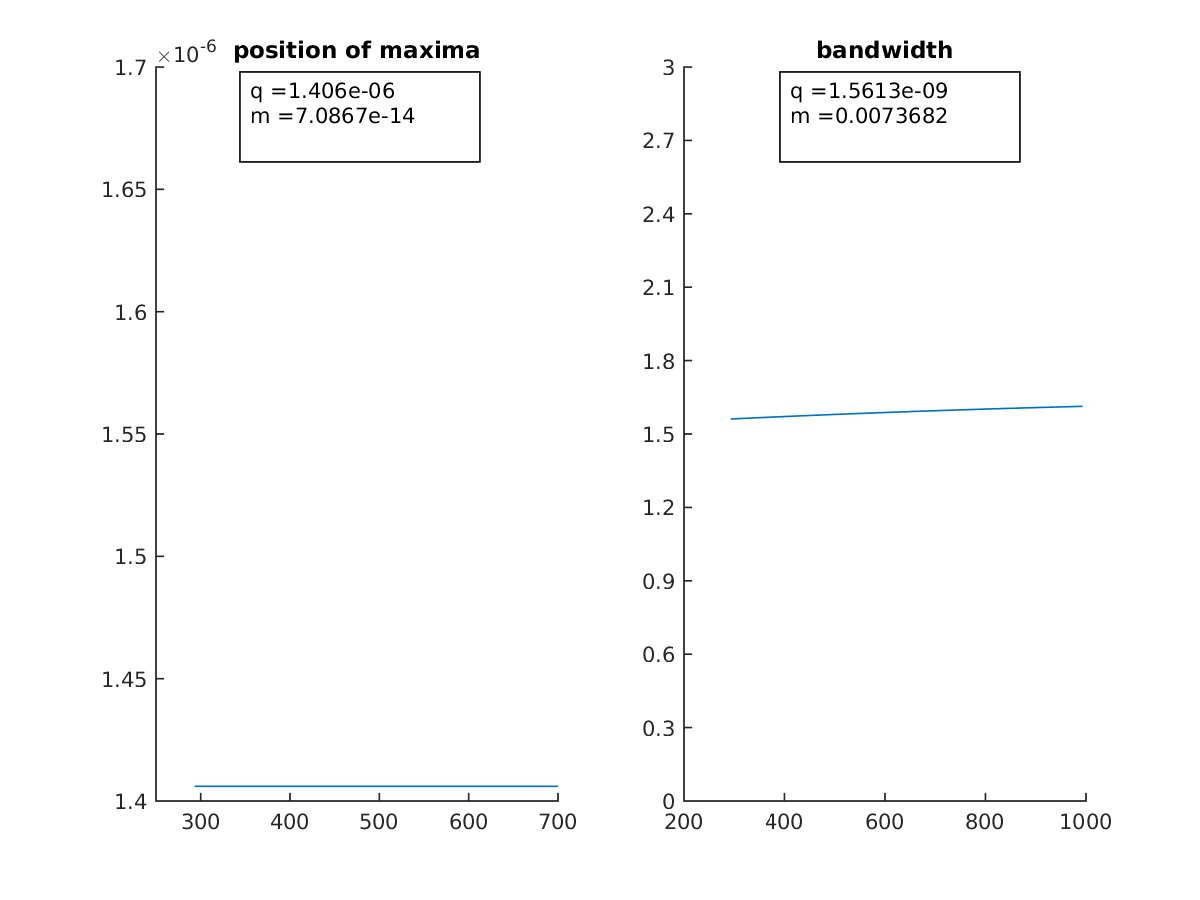 ×10-6
position of maxima
q =1.406e-06
m =7.0867e-14
1.7
1.65
1.6
1.55
1.5
1.45
1.4
300 400 500 600 700
bandwidth
q =1.5613e-09
m =0.0073682
3
2.7
2.4
2.1
1.8
1.5
1.2
0.9
0.6
0.3
0
200 400 600 800 1000